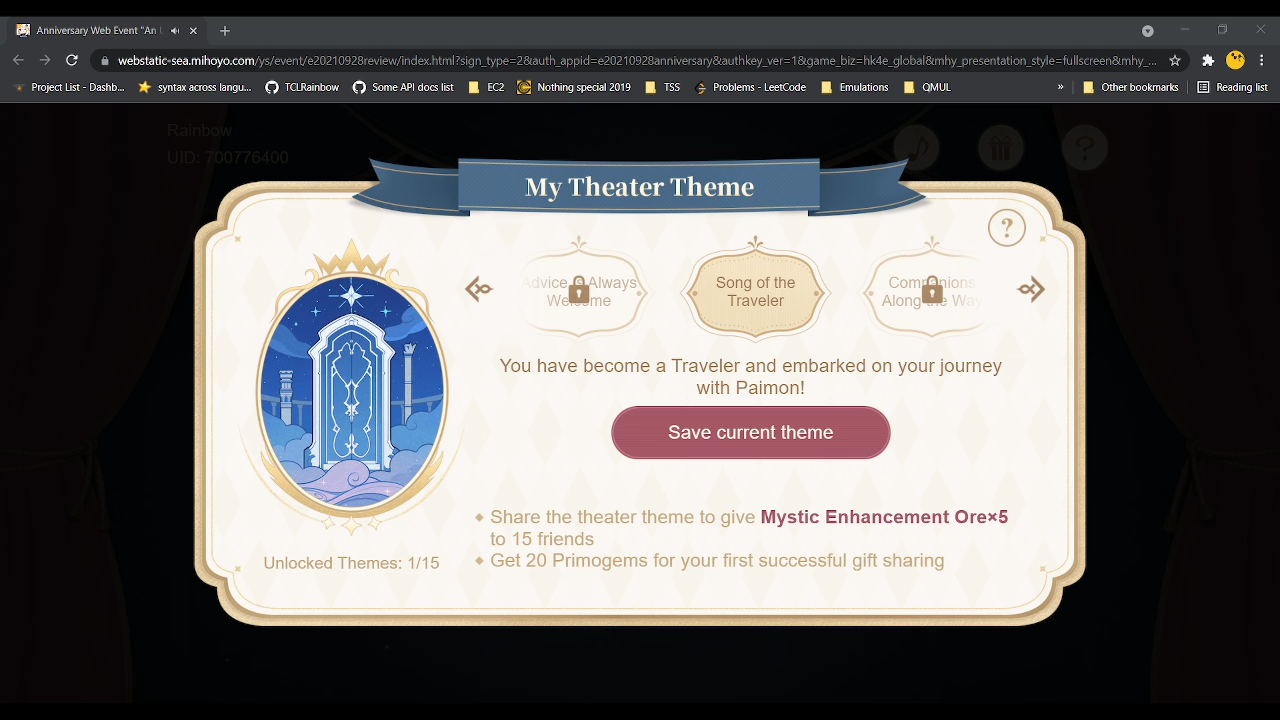 Anniversary Web Event "An
webstatic-sea.mihoyo.com/ys/event/e20210928review/index.html?sign_type=2&auth_appid=e20210928anniversary&authkey_ver=1&game_biz=hk4e_global&mhy_presentation_style=fullscreen&mhy_...
Project List - Dashb... syntax across langu... TCLRainbow Some API docs list EC2 Nothing special 2019 TSS Problems - LeetCode Emulations QMUL » Other bookmarks Reading list
Rainbow
UID: 700776400
My Theater Theme
?
Advice is Always
Welcome
Song of the
Traveler
Companions
Along the Way
You have become a Traveler and embarked on your journey
with Paimon!
Save current theme
Share the theater theme to give Mystic Enhancement Ore×5
to 15 friends
Get 20 Primogems for your first successful gift sharing
Unlocked Themes: 1/15